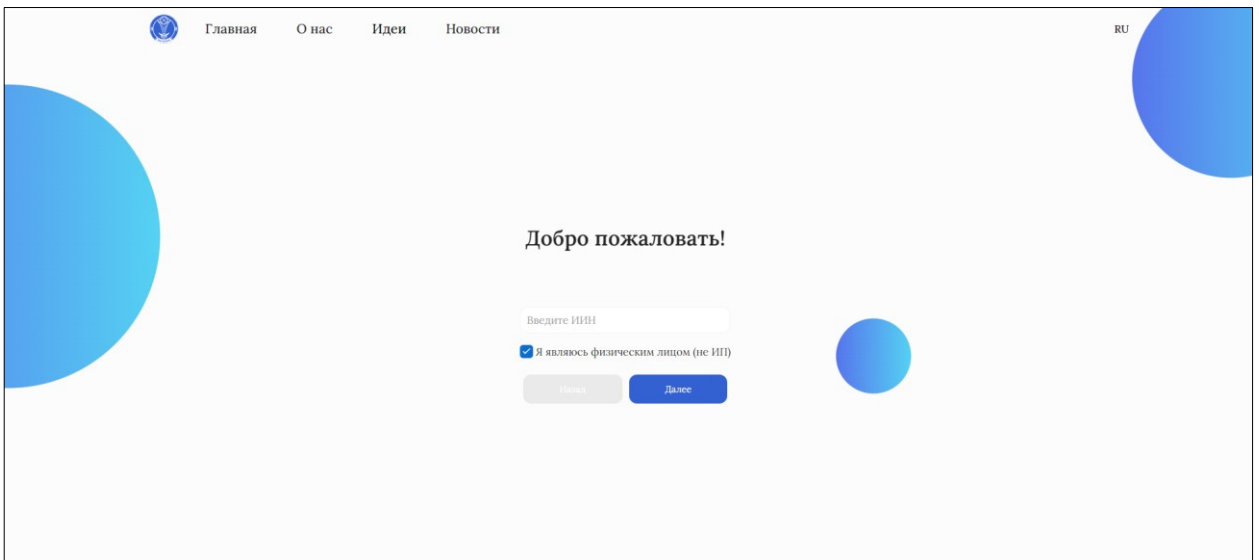 Главная О нас Идеи Новости RU
Добро пожаловать!
Введите ИИН
Я являюсь физическим лицом (не ИП)
Назад Далее